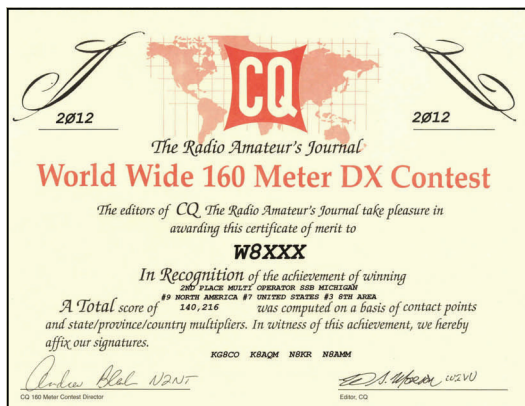 CQ
2Ø12
2Ø12
The Radio Amateur's Journal
World Wide 160 Meter DX Contest
The editors of CQ The Radio Amateur's Journal take pleasure in
awarding this certificate of merit to
W8XXX
In Recognition of the achievement of winning
2ND PLACE MULTI OPERATOR SSB MICHIGAN
#9 NORTH AMERICA #7 UNITED STATES #3 8TH AREA
A Total score of 140,216 was computed on a basis of contact points
and state/province/country multipliers. In witness of this achievement, we hereby
affix our signatures.
KG8CO K8AQM N8KR N8AMM
Andrew Blank N2NT
W2VU
CQ 160 Meter Contest Director
Editor, CQ